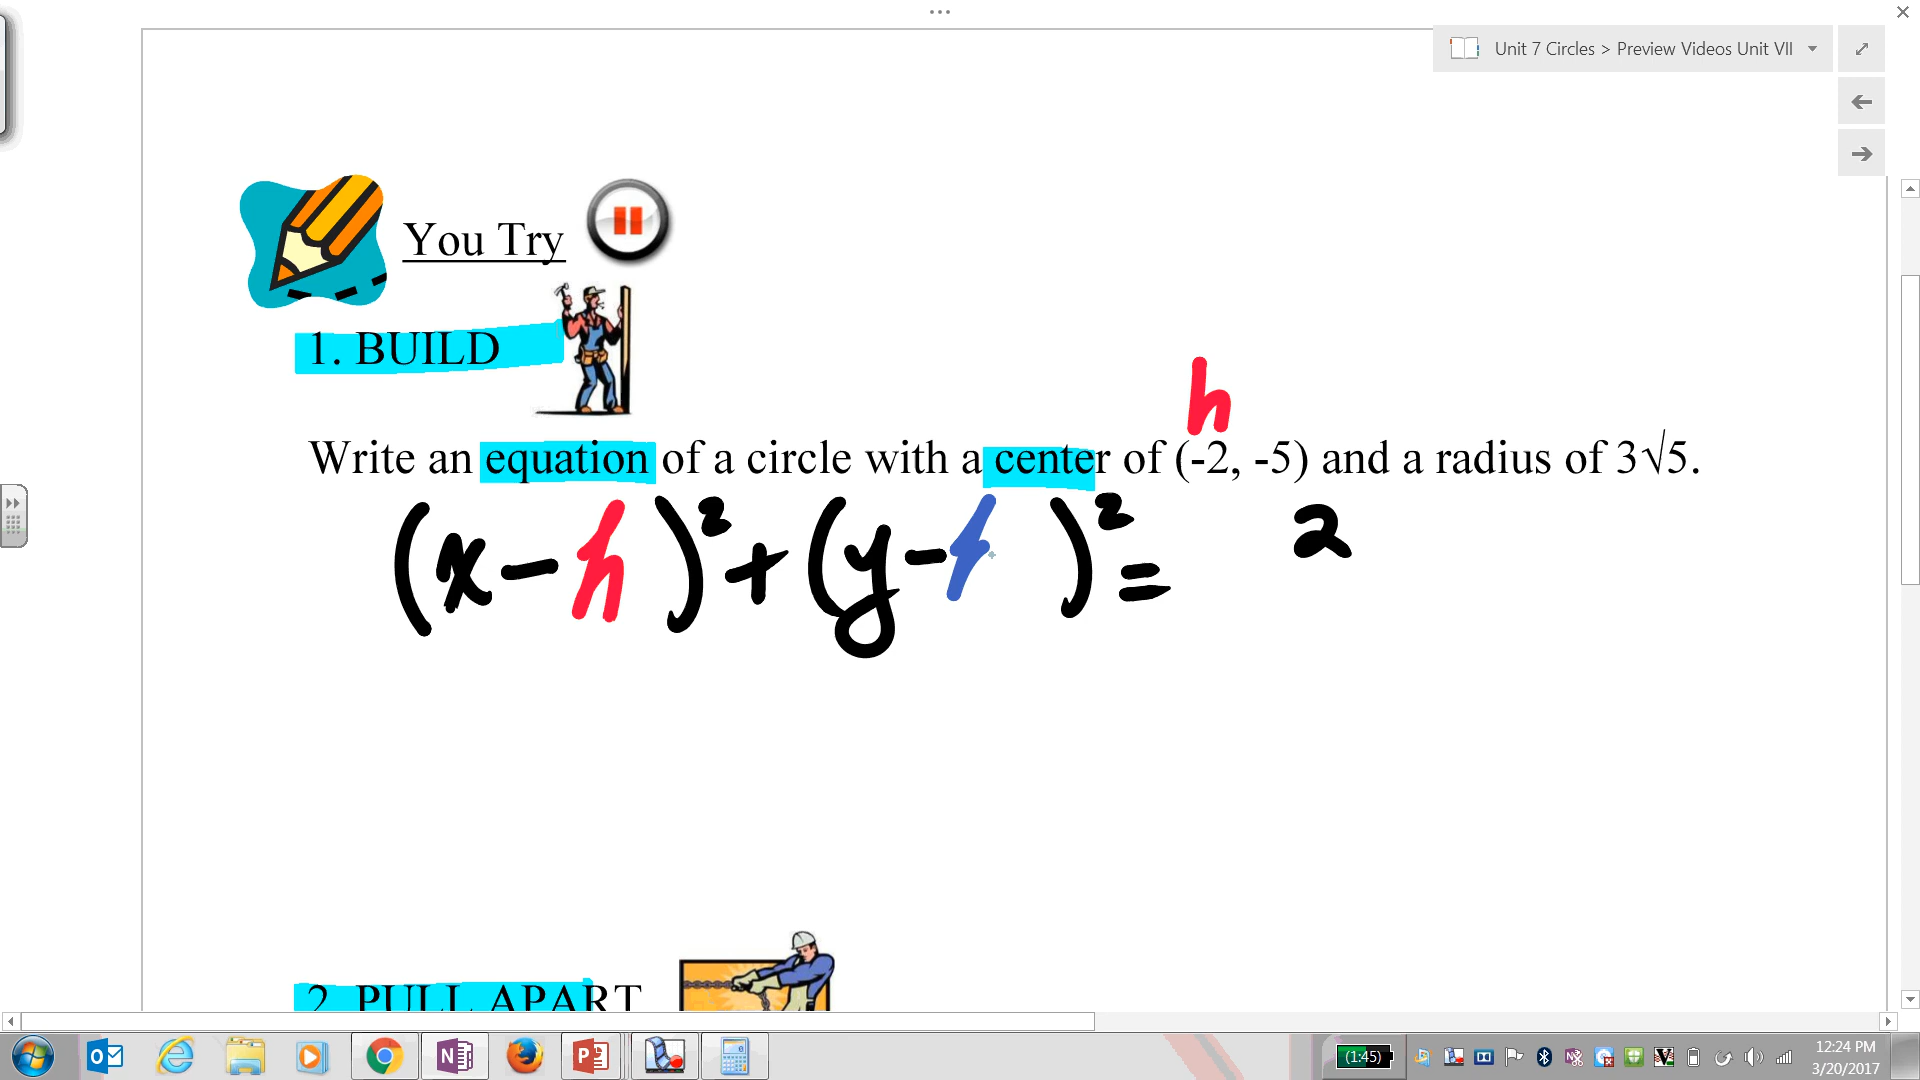 Unit 7 Circles > Preview Videos Unit VII
You Try
1. BUILD
h
Write an equation of a circle with a center of (-2, -5) and a radius of 3√5.
(x-h )²+(y- )²= 2
2. PULL APART
(1:45)
12:24 PM
3/20/2017